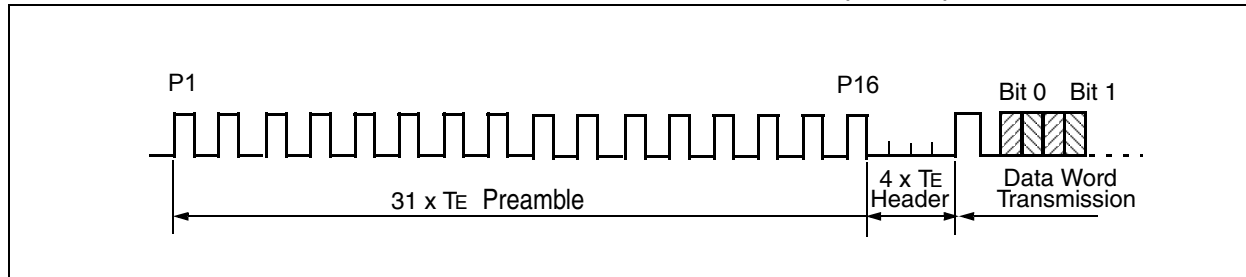 P1
P16
Bit 0 Bit 1
31 x TE Preamble
4 x TE
Header
Data Word
Transmission